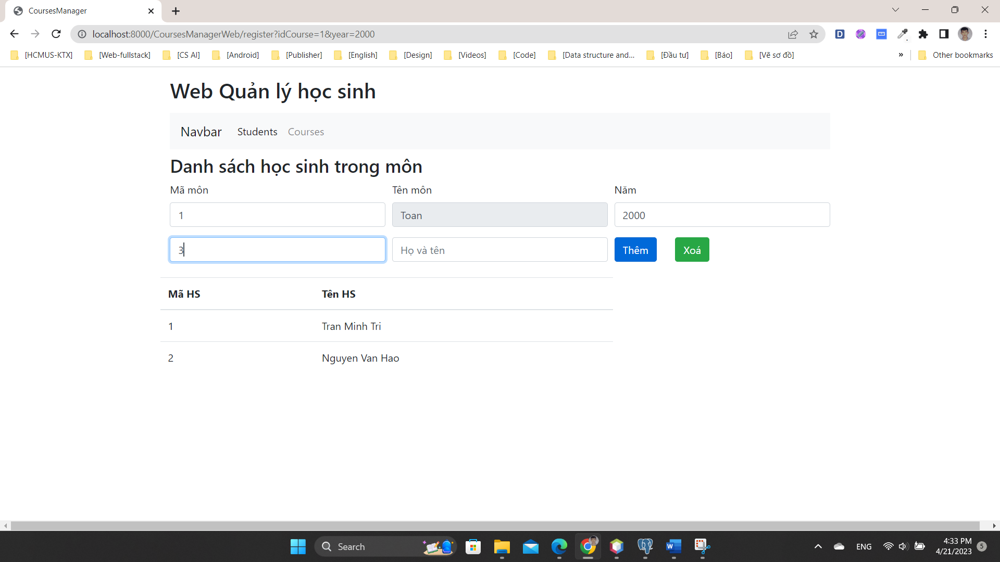 CoursesManager
localhost:8000/CoursesManagerWeb/register?idCourse=1&year=2000
[HCMUS-KTX] [Web-fullstack] [CS AI] [Android] [Publisher] [English] [Design] [Videos] [Code] [Data structure and... [Đầu tư] [Báo] [Vẽ sơ đồ] » Other bookmarks
Web Quản lý học sinh
Navbar Students Courses
Danh sách học sinh trong môn
Mã môn Tên môn Năm
1 Toan 2000
3 Họ và tên Thêm Xoá
Mã HS Tên HS
1 Tran Minh Tri
2 Nguyen Van Hao
Search ENG 4:33 PM 5
4/21/2023